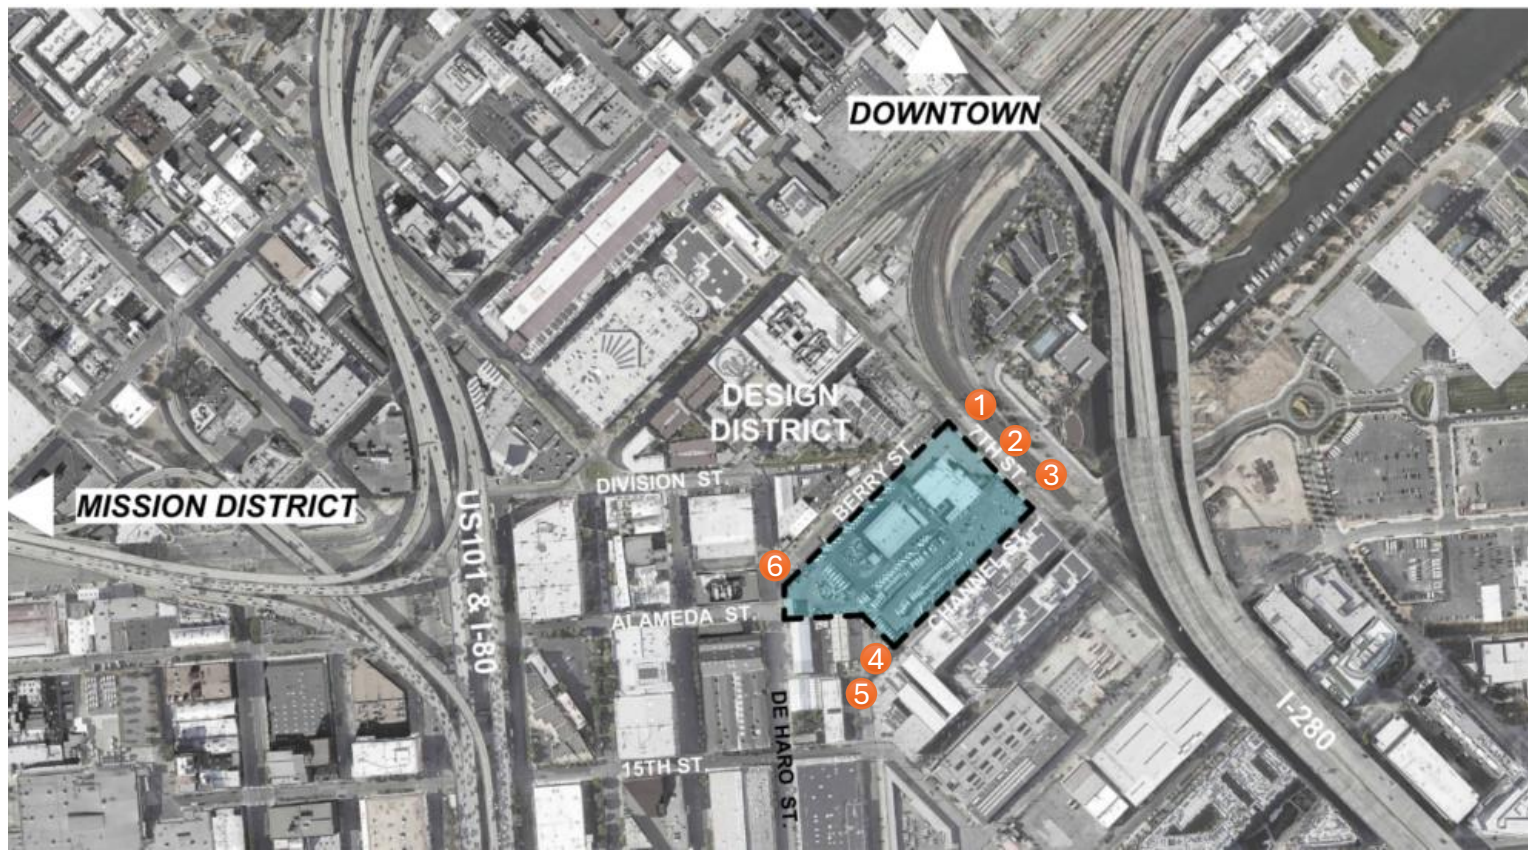 DOWNTOWN
DESIGN
DISTRICT
1
7TH ST.
2
3
BERRY ST.
DIVISION ST.
MISSION DISTRICT
US101 & I-80
6
CHANNEL ST.
ALAMEDA ST.
4
5
DE HARO ST.
I-280
15TH ST.